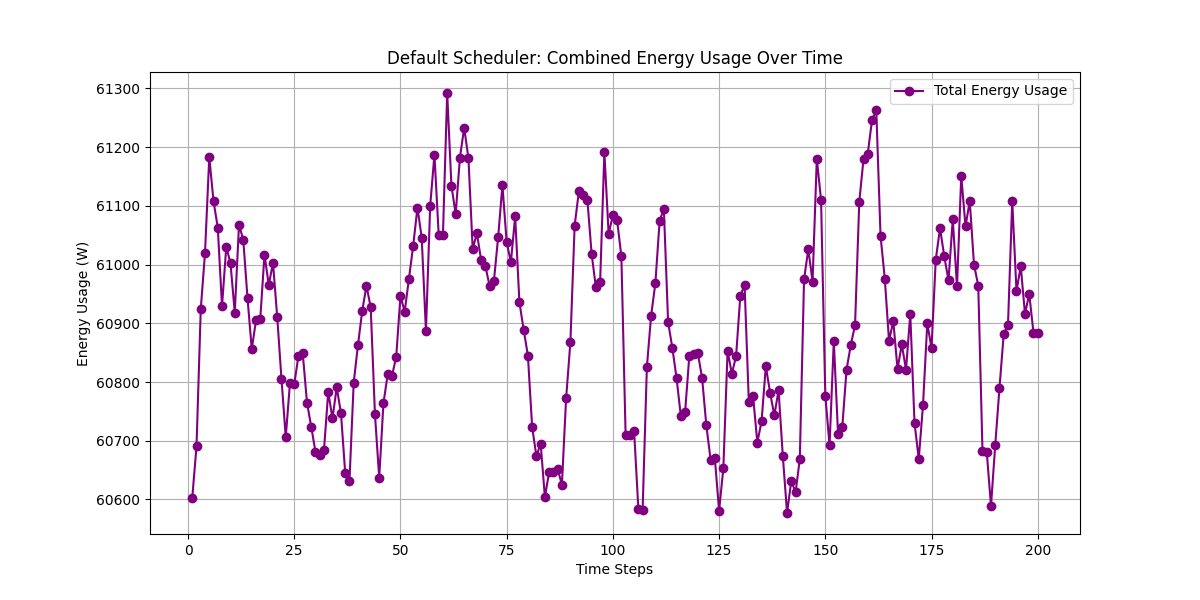 Default Scheduler: Combined Energy Usage Over Time
Total Energy Usage
Energy Usage (W)
61300
61200
61100
61000
60900
60800
60700
60600
0 25 50 75 100 125 150 175 200
Time Steps